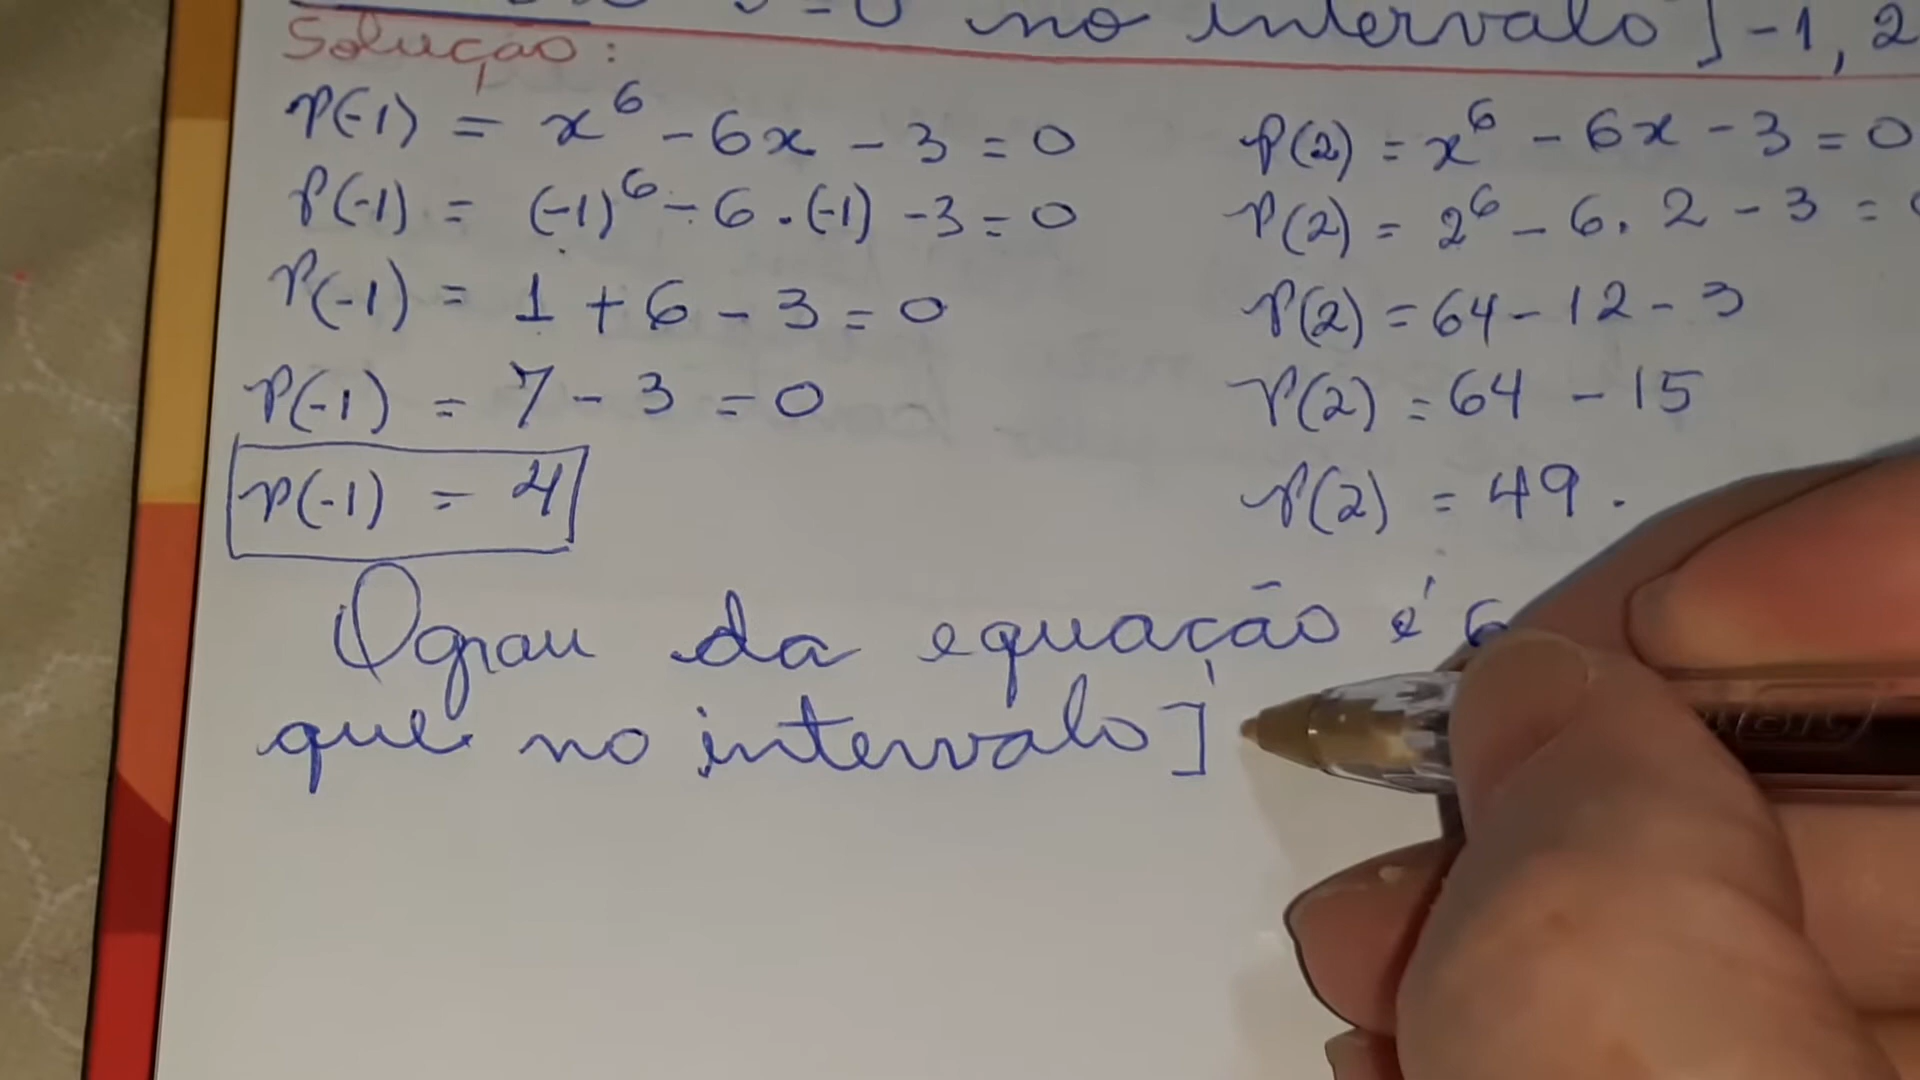 = 0 no intervalo ] -1, 2
Solução:
P(-1) = x⁶ - 6x - 3 = 0
P(-1) = (-1)⁶ - 6 . (-1) - 3 = 0
P(-1) = 1 + 6 - 3 = 0
P(-1) = 7 - 3 = 0
P(-1) = 4
P(2) = x⁶ - 6x - 3 = 0
P(2) = 2⁶ - 6 . 2 - 3 =
P(2) = 64 - 12 - 3
P(2) = 64 - 15
P(2) = 49.
O grau da equação é 6
que no intervalo ]